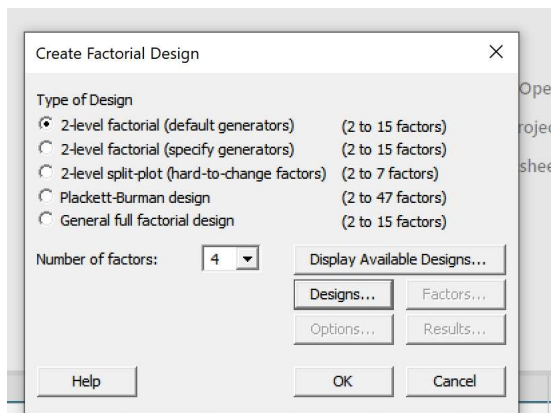 Create Factorial Design
Type of Design
2-level factorial (default generators) (2 to 15 factors)
2-level factorial (specify generators) (2 to 15 factors)
2-level split-plot (hard-to-change factors) (2 to 7 factors)
Plackett-Burman design (2 to 47 factors)
General full factorial design (2 to 15 factors)
Number of factors: 4 Display Available Designs...
Designs... Factors...
Options... Results...
Help OK Cancel
Ope
rojec
shee